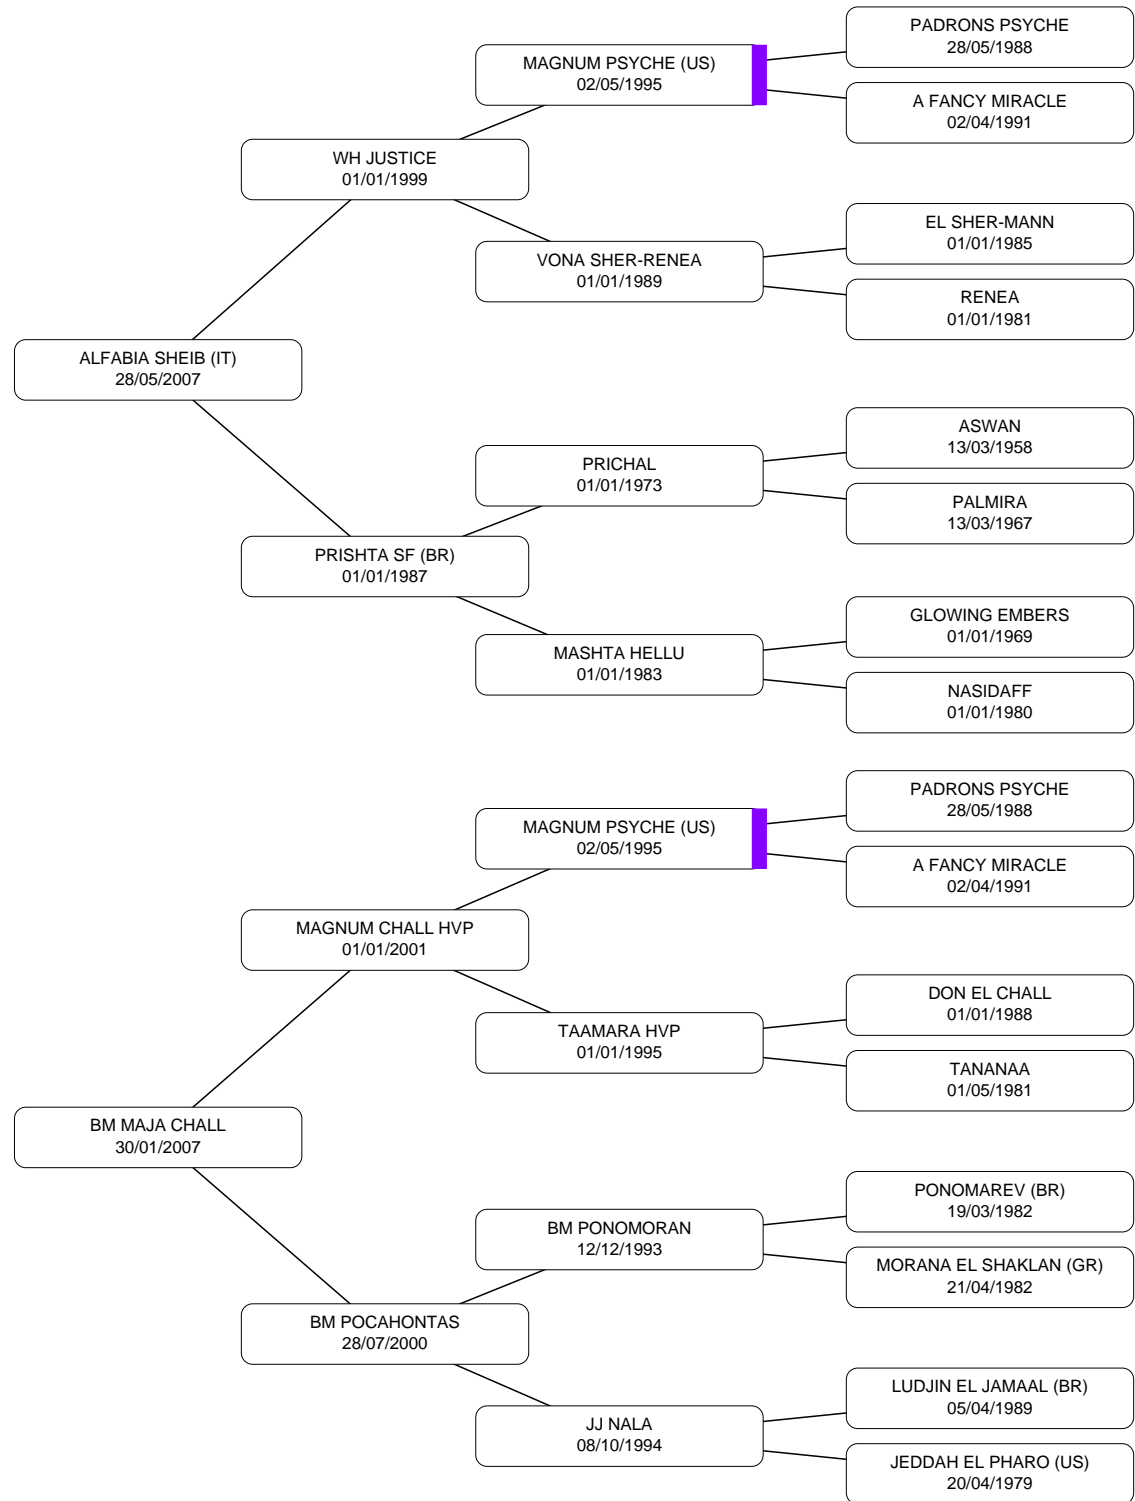 PADRONS PSYCHE
28/05/1988
MAGNUM PSYCHE (US)
02/05/1995
A FANCY MIRACLE
02/04/1991
WH JUSTICE
01/01/1999
EL SHER-MANN
01/01/1985
VONA SHER-RENEA
01/01/1989
RENEA
01/01/1981
ALFABIA SHEIB (IT)
28/05/2007
ASWAN
13/03/1958
PRICHAL
01/01/1973
PALMIRA
13/03/1967
PRISHTA SF (BR)
01/01/1987
GLOWING EMBERS
01/01/1969
MASHTA HELLU
01/01/1983
NASIDAFF
01/01/1980
PADRONS PSYCHE
28/05/1988
MAGNUM PSYCHE (US)
02/05/1995
A FANCY MIRACLE
02/04/1991
MAGNUM CHALL HVP
01/01/2001
DON EL CHALL
01/01/1988
TAAMARA HVP
01/01/1995
TANANAA
01/05/1981
BM MAJA CHALL
30/01/2007
PONOMAREV (BR)
19/03/1982
BM PONOMORAN
12/12/1993
MORANA EL SHAKLAN (GR)
21/04/1982
BM POCAHONTAS
28/07/2000
LUDJIN EL JAMAAL (BR)
05/04/1989
JJ NALA
08/10/1994
JEDDAH EL PHARO (US)
20/04/1979